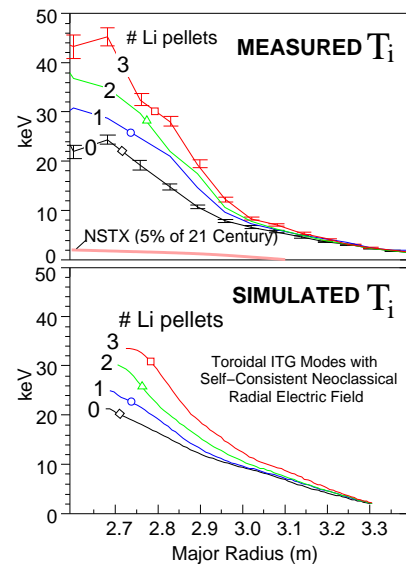 50
# Li pellets
MEASURED Ti
40
3
30
2
keV
1
20
0
10
NSTX (5% of 21 Century)
0
50
SIMULATED Ti
40
# Li pellets
3
30
2
Toroidal ITG Modes with
Self−Consistent Neoclassical
Radial Electric Field
keV
1
20
0
10
0
2.7 2.8 2.9 3.0 3.1 3.2 3.3
Major Radius (m)